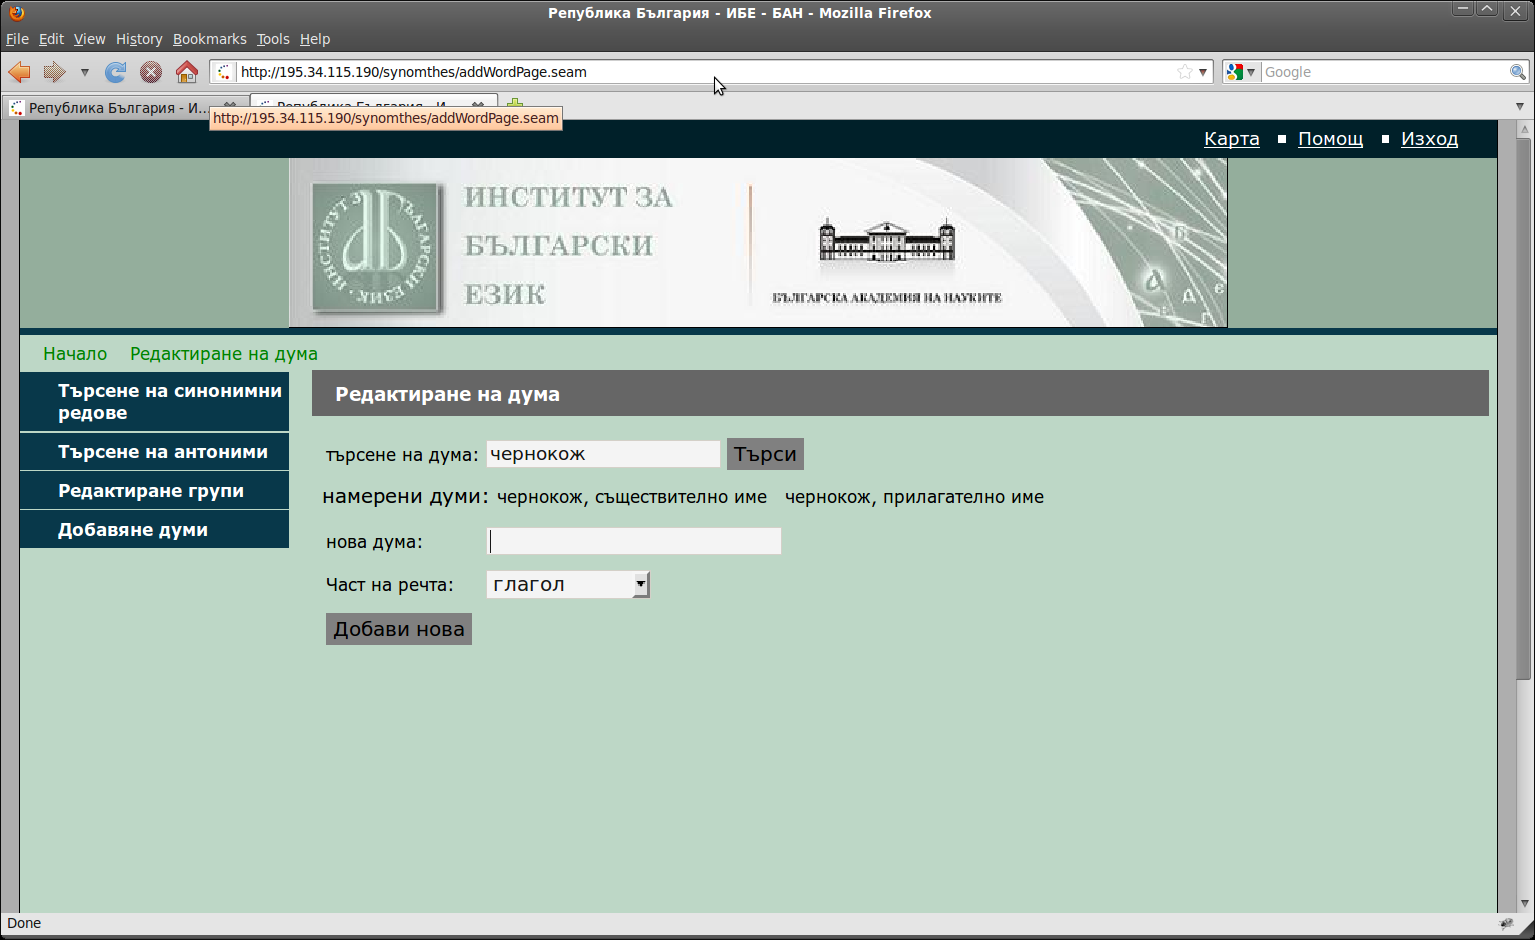 Република България - ИБЕ - БАН - Mozilla Firefox
File Edit View History Bookmarks Tools Help
http://195.34.115.190/synomthes/addWordPage.seam
Google
Република България - И...
Република България - И...
http://195.34.115.190/synomthes/addWordPage.seam
Карта Помощ Изход
ИНСТИТУТ ЗА
БЪЛГАРСКИ
ЕЗИК
ИНСТИТУТ ЗА БЪЛГАРСКИ ЕЗИК
БЪЛГАРСКА АКАДЕМИЯ НА НАУКИТЕ
Начало Редактиране на дума
Търсене на синонимни
редове
Търсене на антоними
Редактиране групи
Добавяне думи
Редактиране на дума
търсене на дума: чернокож Търси
намерени думи: чернокож, съществително име чернокож, прилагателно име
нова дума:
Част на речта: глагол
Добави нова
Done